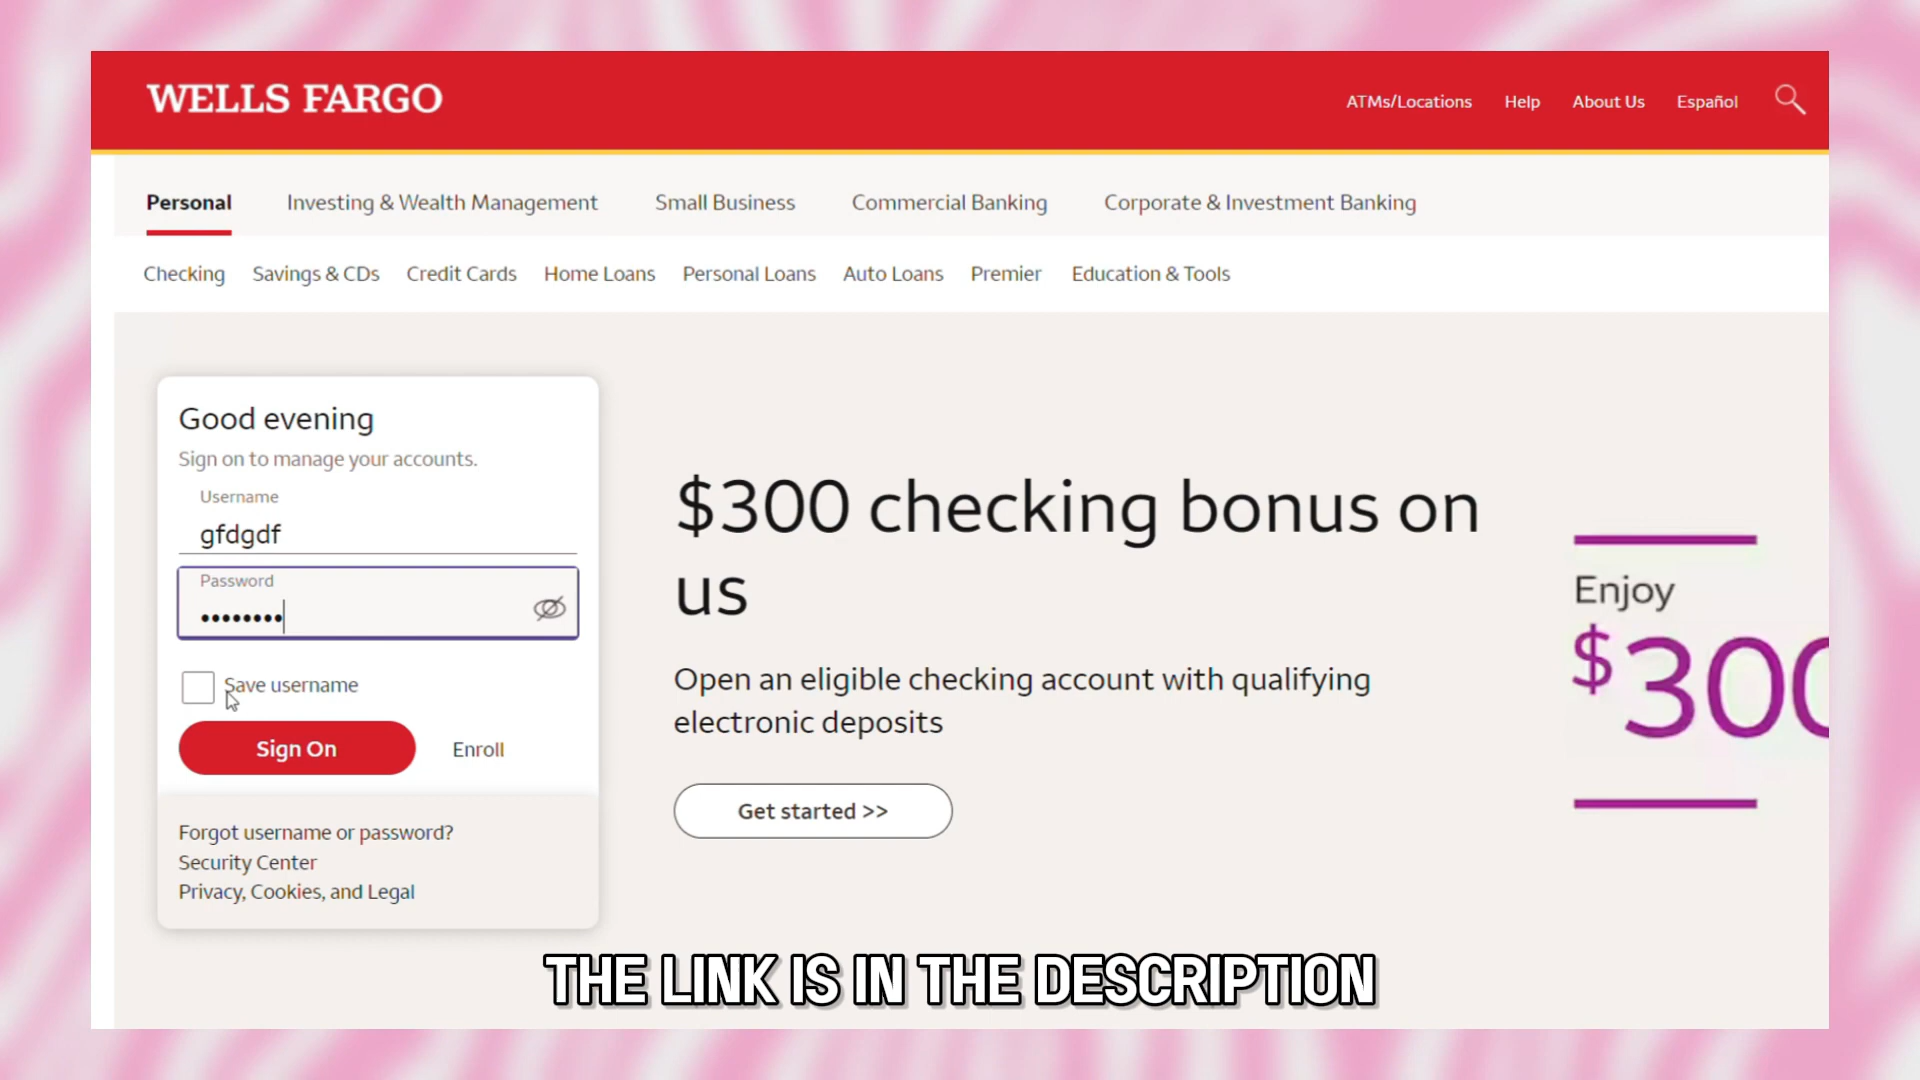 WELLS FARGO
ATMs/Locations Help About Us Español
Personal Investing & Wealth Management Small Business Commercial Banking Corporate & Investment Banking
Checking Savings & CDs Credit Cards Home Loans Personal Loans Auto Loans Premier Education & Tools
Good evening
Sign on to manage your accounts.
Username
gfdgdf
Password
••••••••
Save username
Sign On Enroll
Forgot username or password?
Security Center
Privacy, Cookies, and Legal
$300 checking bonus on
us
Open an eligible checking account with qualifying
electronic deposits
Get started >>
Enjoy
$300
THE LINK IS IN THE DESCRIPTION